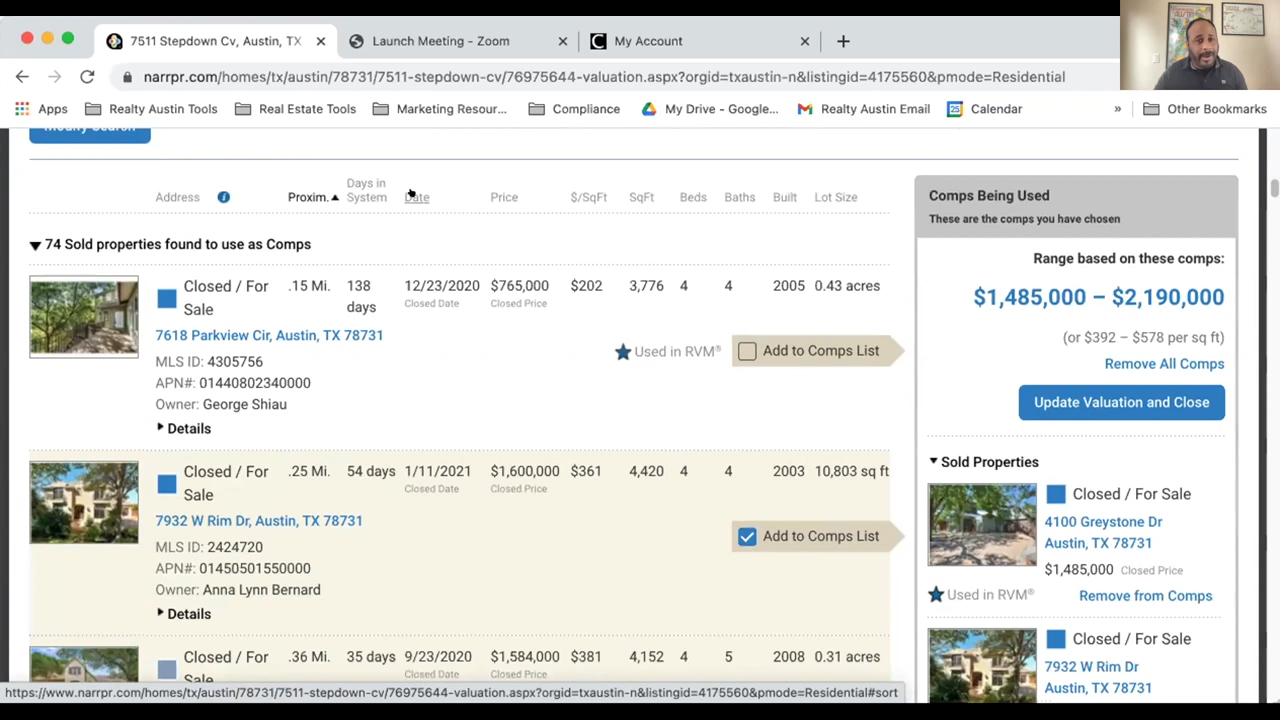 7511 Stepdown Cv, Austin, TX
Launch Meeting - Zoom
My Account
narrpr.com/homes/tx/austin/78731/7511-stepdown-cv/76975644-valuation.aspx?orgid=txaustin-n&listingid=4175560&pmode=Residential
Apps Realty Austin Tools Real Estate Tools Marketing Resour... Compliance My Drive - Google... Realty Austin Email Calendar » Other Bookmarks
Modify Search
Address Proxim. Days in System Date Price $/SqFt SqFt Beds Baths Built Lot Size
74 Sold properties found to use as Comps
Closed / For Sale .15 Mi. 138 days 12/23/2020 $765,000 $202 3,776 4 4 2005 0.43 acres
Closed Date Closed Price
7618 Parkview Cir, Austin, TX 78731
Used in RVM® Add to Comps List
MLS ID: 4305756
APN#: 01440802340000
Owner: George Shiau
Details
Closed / For Sale .25 Mi. 54 days 1/11/2021 $1,600,000 $361 4,420 4 4 2003 10,803 sq ft
Closed Date Closed Price
7932 W Rim Dr, Austin, TX 78731
Add to Comps List
MLS ID: 2424720
APN#: 01450501550000
Owner: Anna Lynn Bernard
Details
Closed / For Sale .36 Mi. 35 days 9/23/2020 $1,584,000 $381 4,152 4 5 2008 0.31 acres
Closed Date Closed Price
Comps Being Used
These are the comps you have chosen
Range based on these comps:
$1,485,000 – $2,190,000
(or $392 – $578 per sq ft)
Remove All Comps
Update Valuation and Close
Sold Properties
Closed / For Sale
4100 Greystone Dr
Austin, TX 78731
$1,485,000 Closed Price
Used in RVM® Remove from Comps
Closed / For Sale
7932 W Rim Dr
Austin, TX 78731
https://www.narrpr.com/homes/tx/austin/78731/7511-stepdown-cv/76975644-valuation.aspx?orgid=txaustin-n&listingid=4175560&pmode=Residential#sort